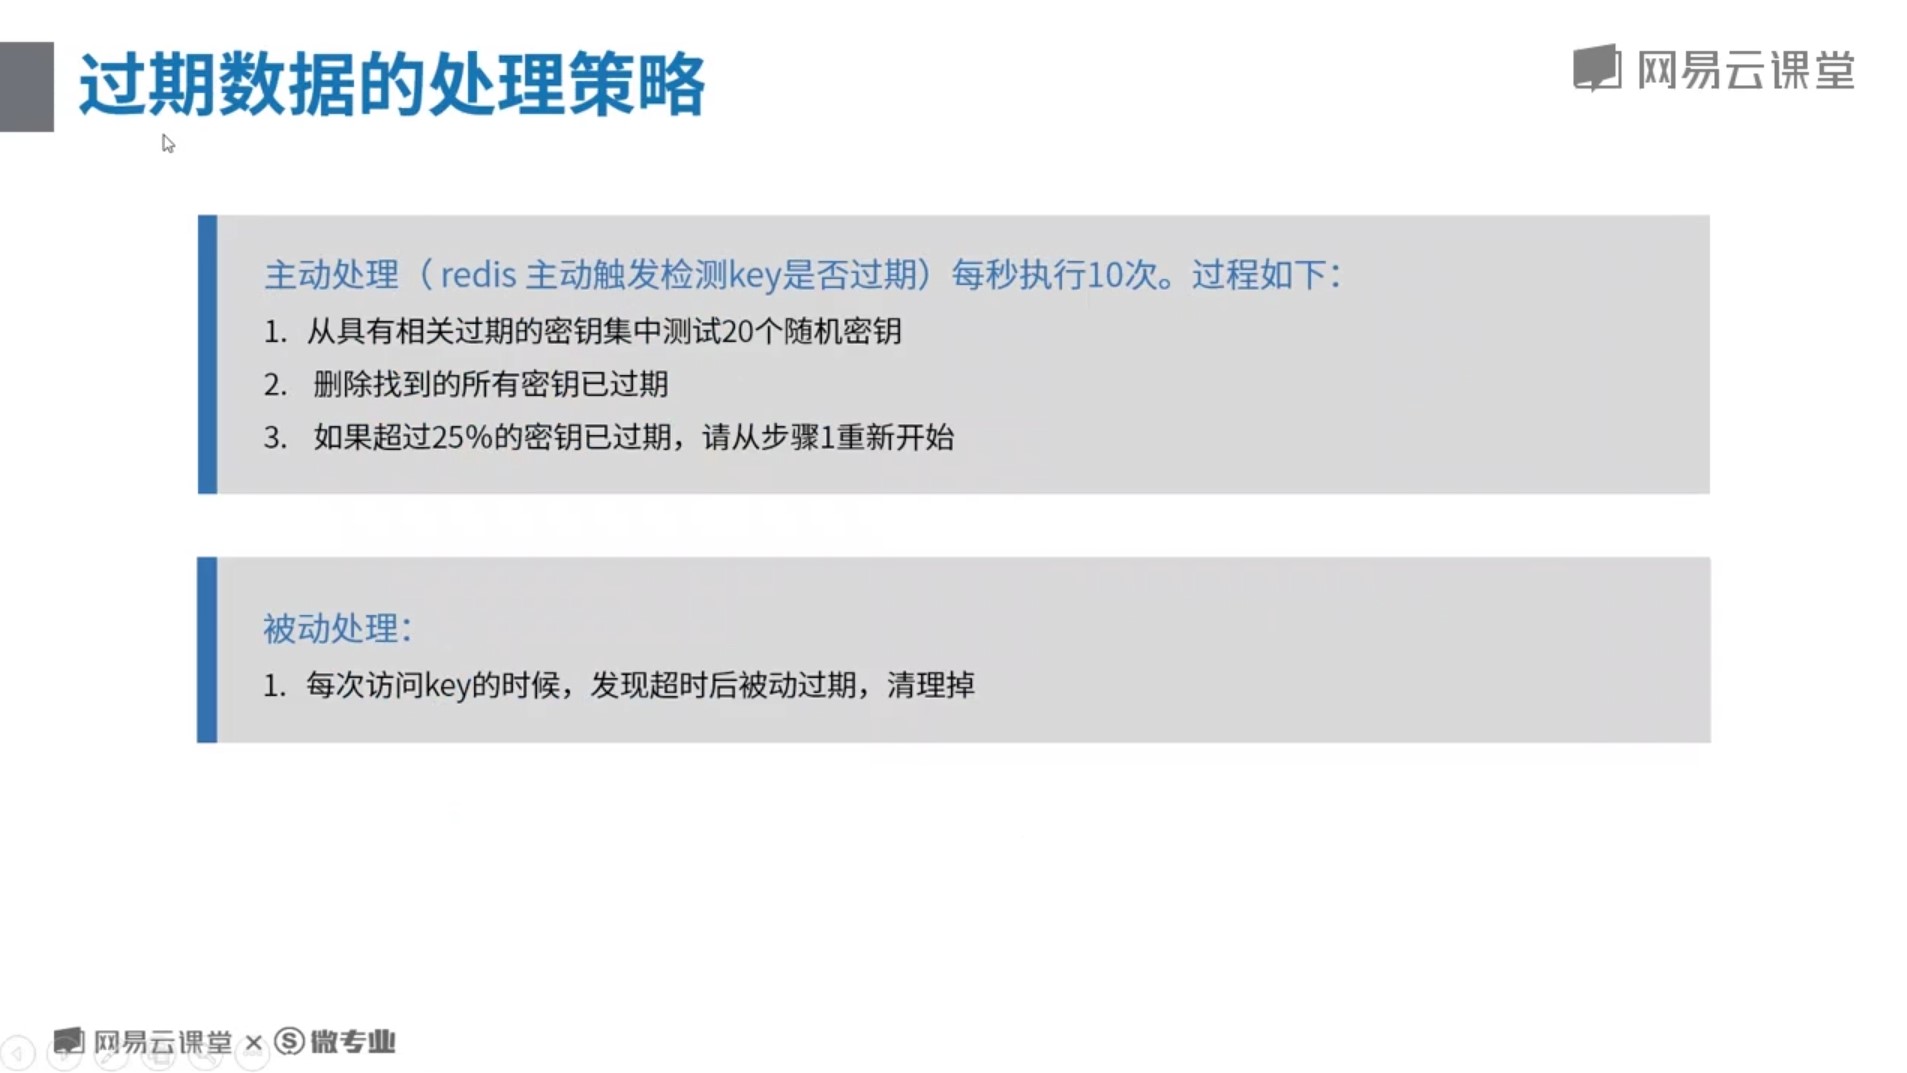 过期数据的处理策略
网易云课堂
主动处理（ redis 主动触发检测key是否过期）每秒执行10次。过程如下：
1. 从具有相关过期的密钥集中测试20个随机密钥
2. 删除找到的所有密钥已过期
3. 如果超过25%的密钥已过期，请从步骤1重新开始
被动处理：
1. 每次访问key的时候，发现超时后被动过期，清理掉
网易云课堂 × S 微专业